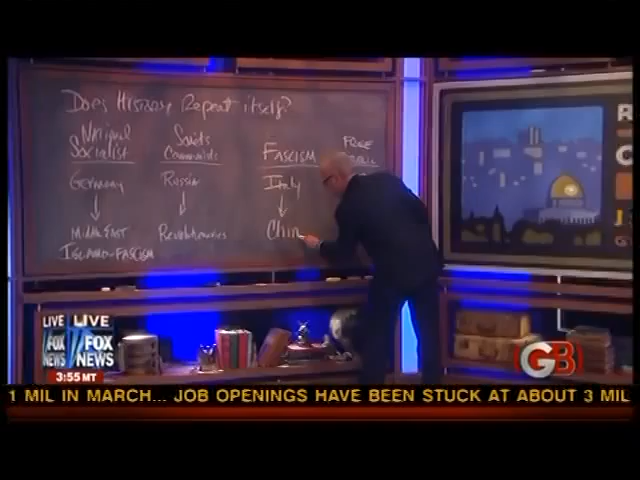 Does History Repeat itself?
National Socialist
Germany
Middle East
Islamo-Fascism
Soviets
Communists
Russia
Revolutionaries
Fascism
Italy
Chin
Free
R
C
J
LIVE LIVE
FOX NEWS
FOX NEWS
3:55 MT
GB
1 MIL IN MARCH... JOB OPENINGS HAVE BEEN STUCK AT ABOUT 3 MIL